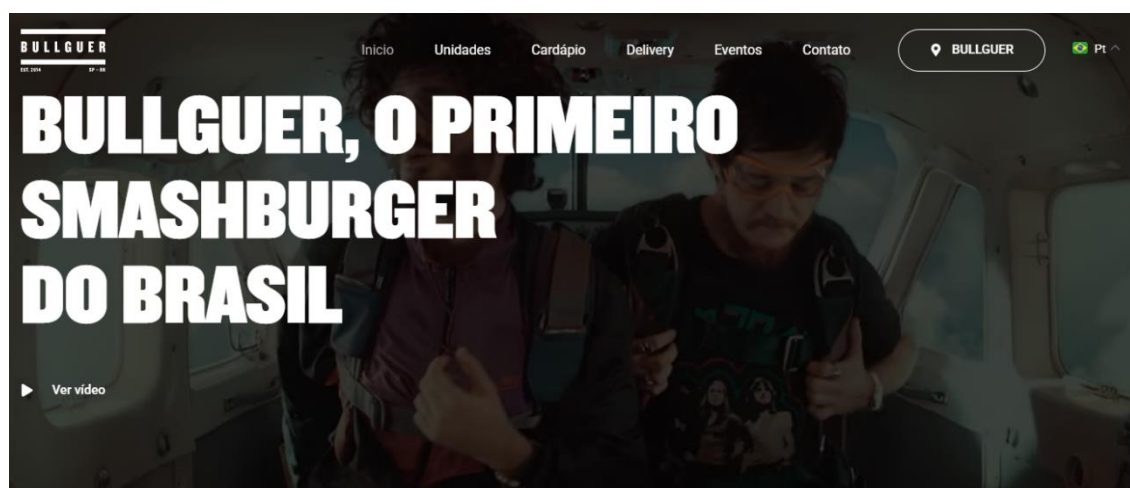 BULLGUER
EST. 2014 SP - BR
Inicio Unidades Cardápio Delivery Eventos Contato BULLGUER Pt
BULLGUER, O PRIMEIRO
SMASHBURGER
DO BRASIL
Ver vídeo